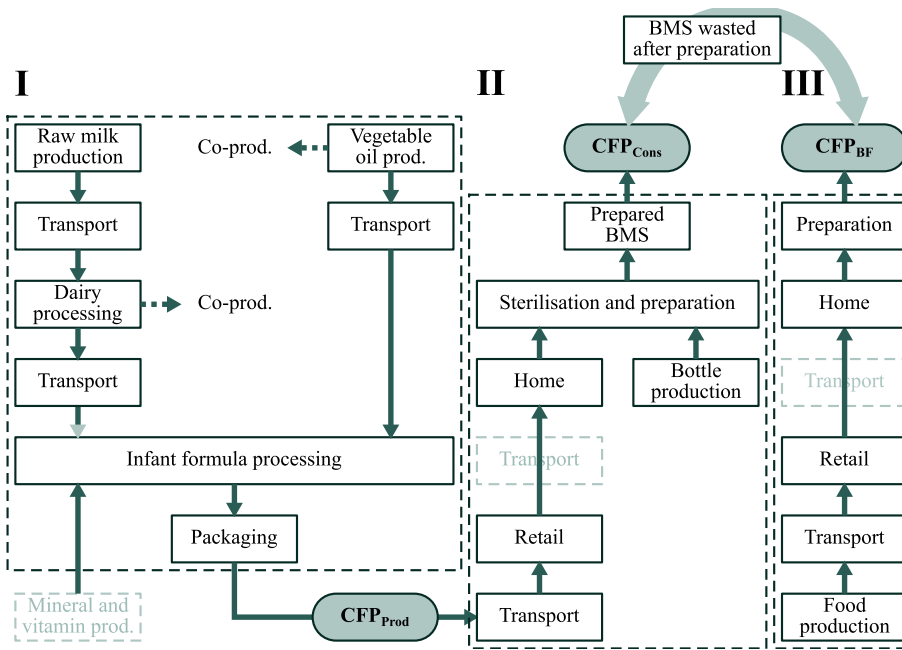 BMS wasted
after preparation
I
II
III
Raw milk
production
Co-prod.
Vegetable
oil prod.
CFPCons
CFPBF
Transport
Transport
Prepared
BMS
Preparation
Dairy
processing
Co-prod.
Sterilisation and preparation
Home
Transport
Home
Bottle
production
Transport
Infant formula processing
Transport
Retail
Packaging
Retail
Transport
Mineral and
vitamin prod.
CFPProd
Transport
Food
production